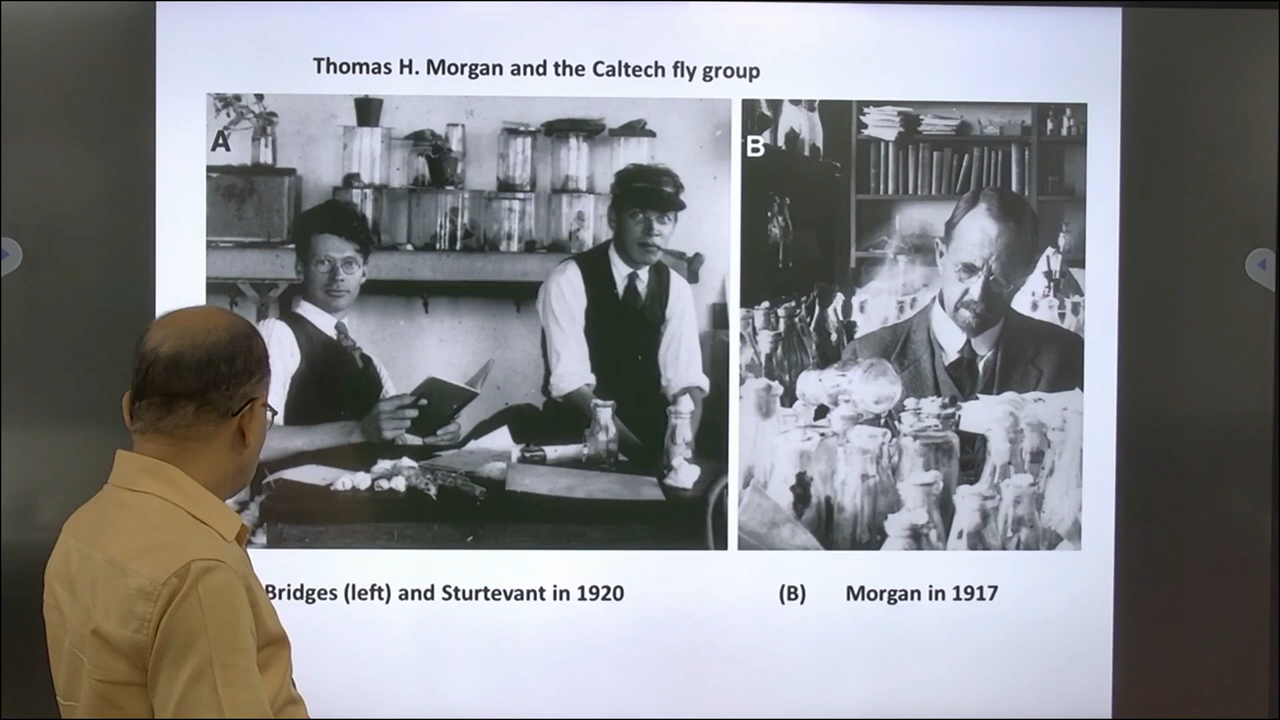 Thomas H. Morgan and the Caltech fly group
A
B
Bridges (left) and Sturtevant in 1920
(B) Morgan in 1917